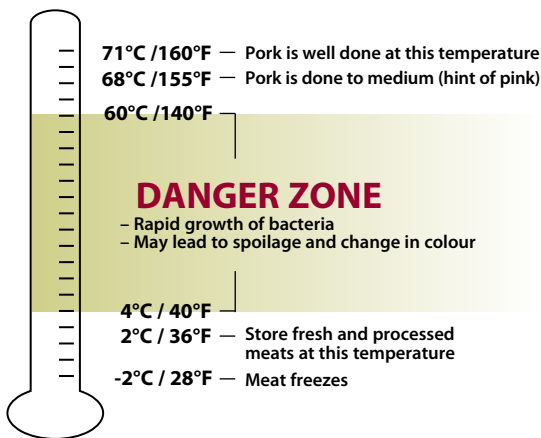 71°C /160°F — Pork is well done at this temperature
68°C /155°F — Pork is done to medium (hint of pink)
60°C /140°F
DANGER ZONE
– Rapid growth of bacteria
– May lead to spoilage and change in colour
4°C / 40°F
2°C / 36°F — Store fresh and processed
meats at this temperature
-2°C / 28°F — Meat freezes